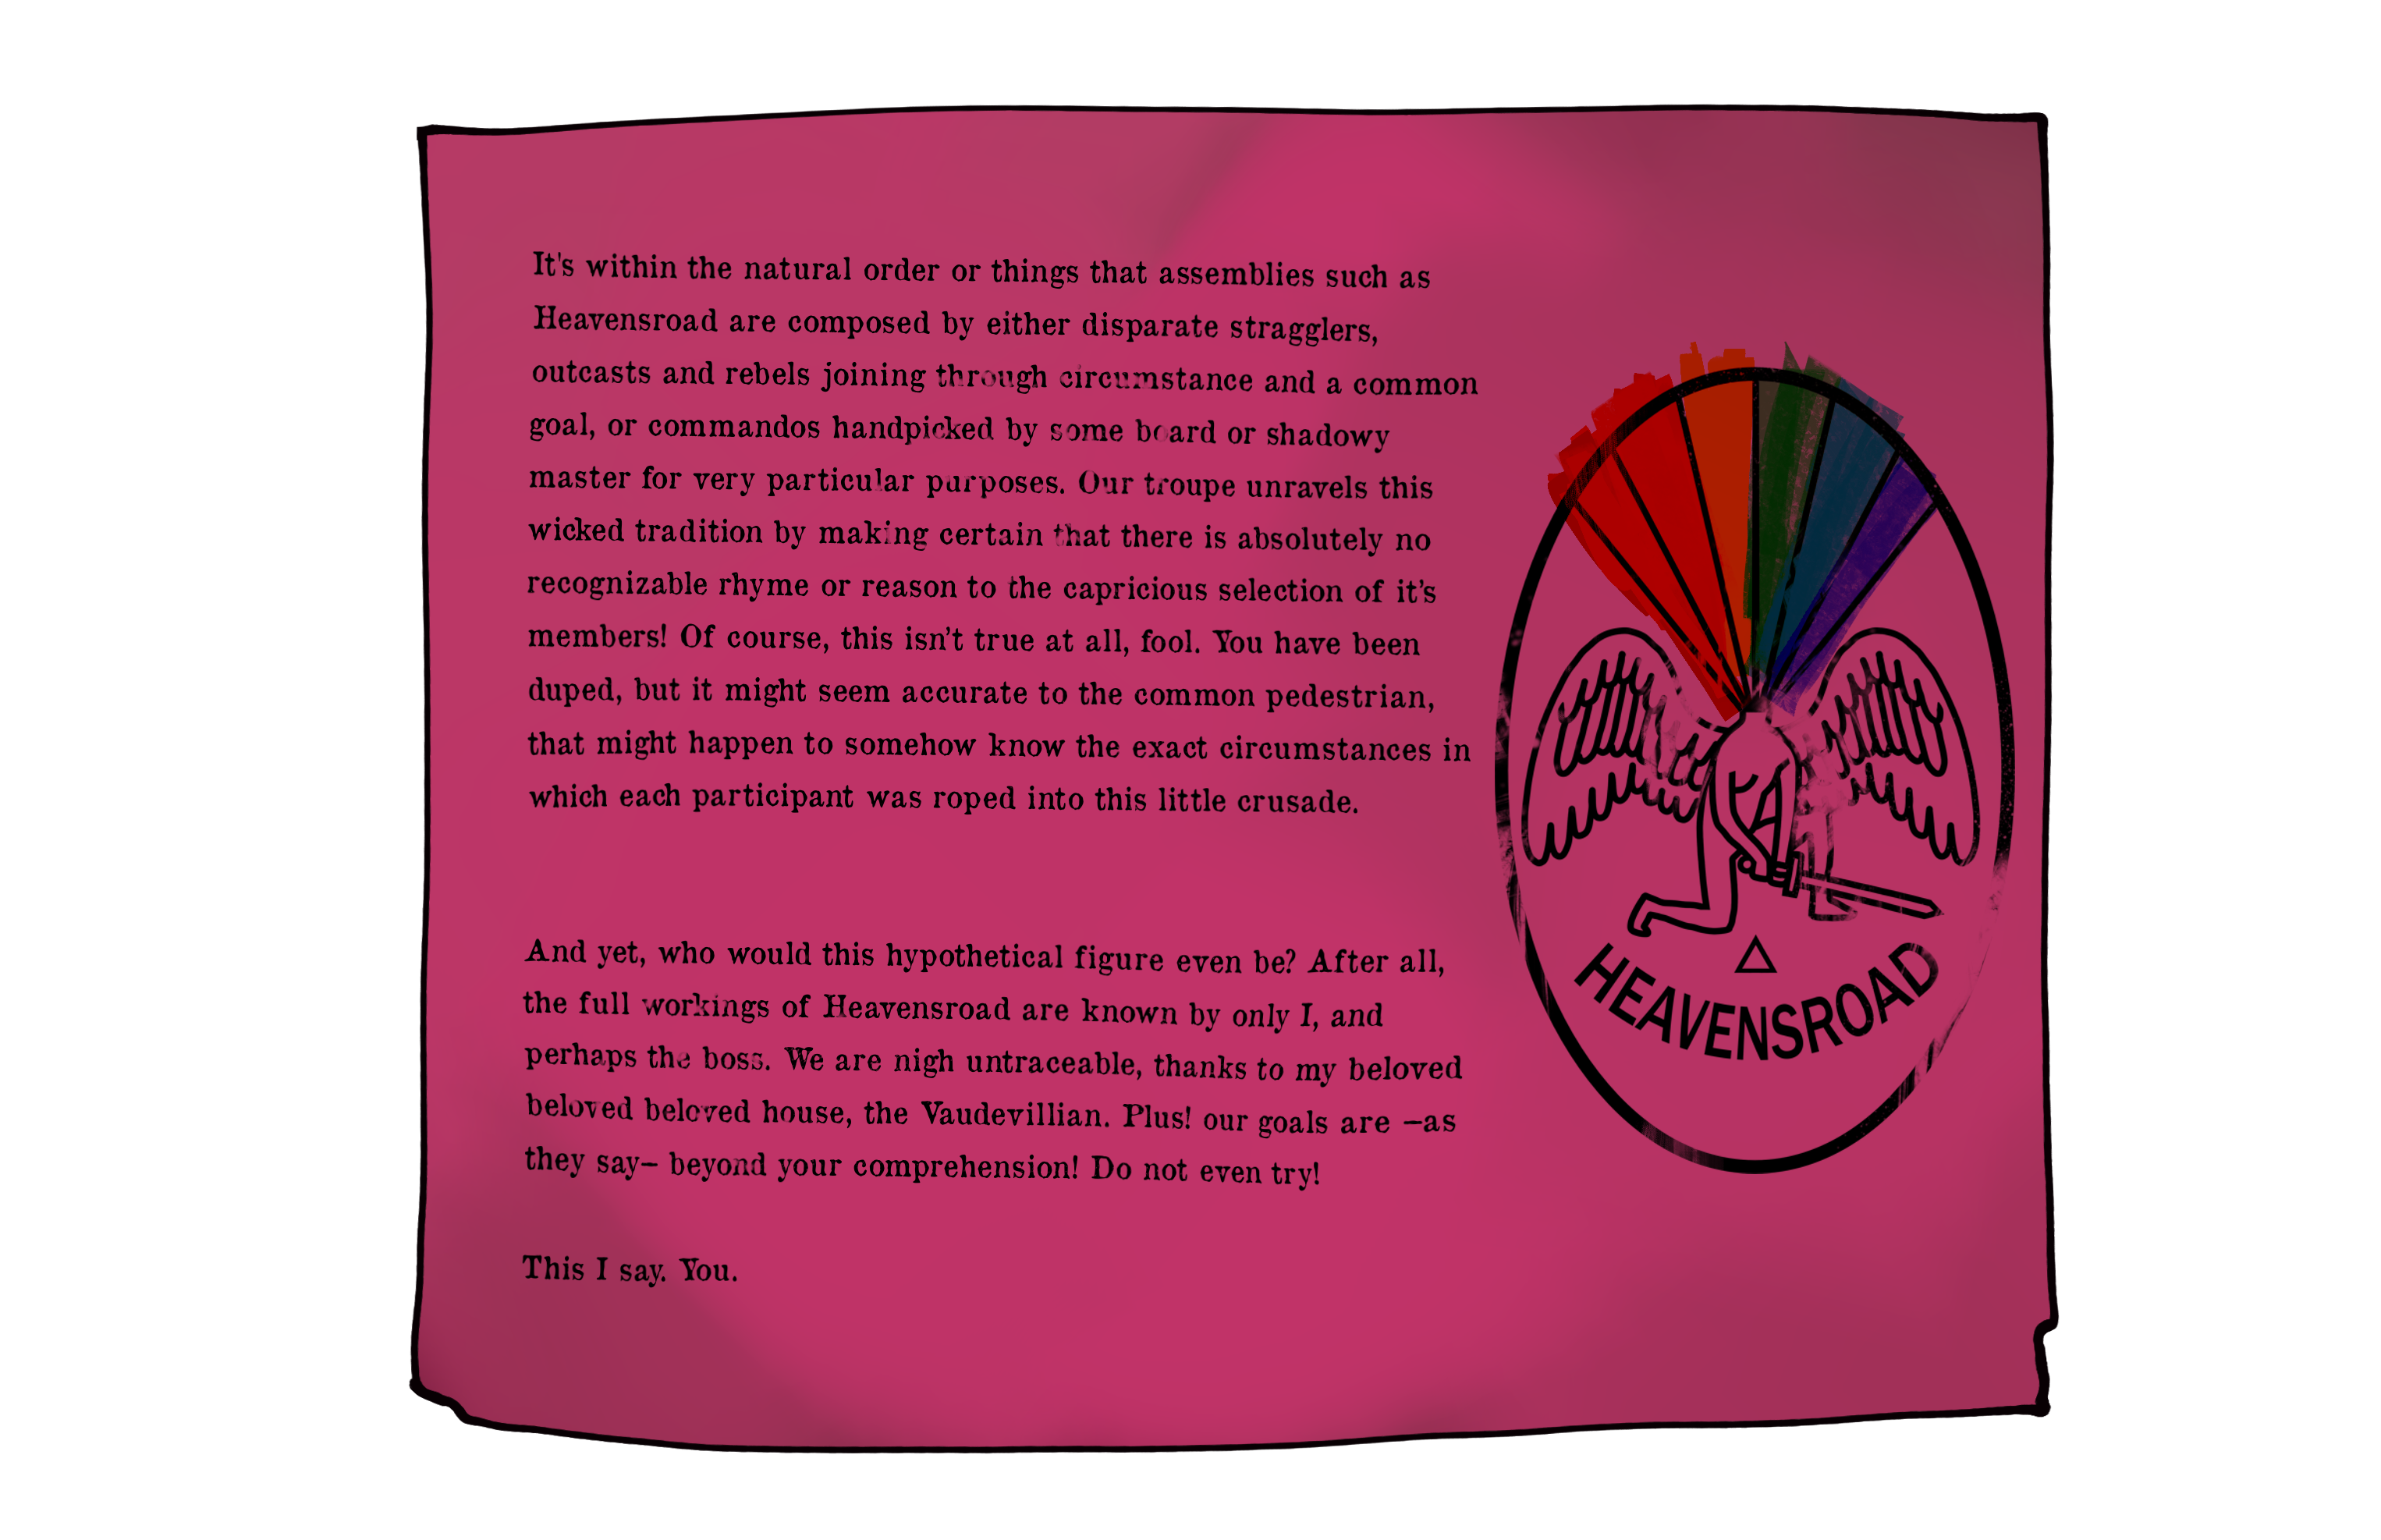 It's within the natural order or things that assemblies such as
Heavensroad are composed by either disparate stragglers,
outcasts and rebels joining through circumstance and a common
goal, or commandos handpicked by some board or shadowy
master for very particular purposes. Our troupe unravels this
wicked tradition by making certain that there is absolutely no
recognizable rhyme or reason to the capricious selection of it’s
members! Of course, this isn’t true at all, fool. You have been
duped, but it might seem accurate to the common pedestrian,
that might happen to somehow know the exact circumstances in
which each participant was roped into this little crusade.
And yet, who would this hypothetical figure even be? After all,
the full workings of Heavensroad are known by only I, and
perhaps the boss. We are nigh untraceable, thanks to my beloved
beloved beloved house, the Vaudevillian. Plus! our goals are —as
they say— beyond your comprehension! Do not even try!
This I say. You.
HEAVENSROAD